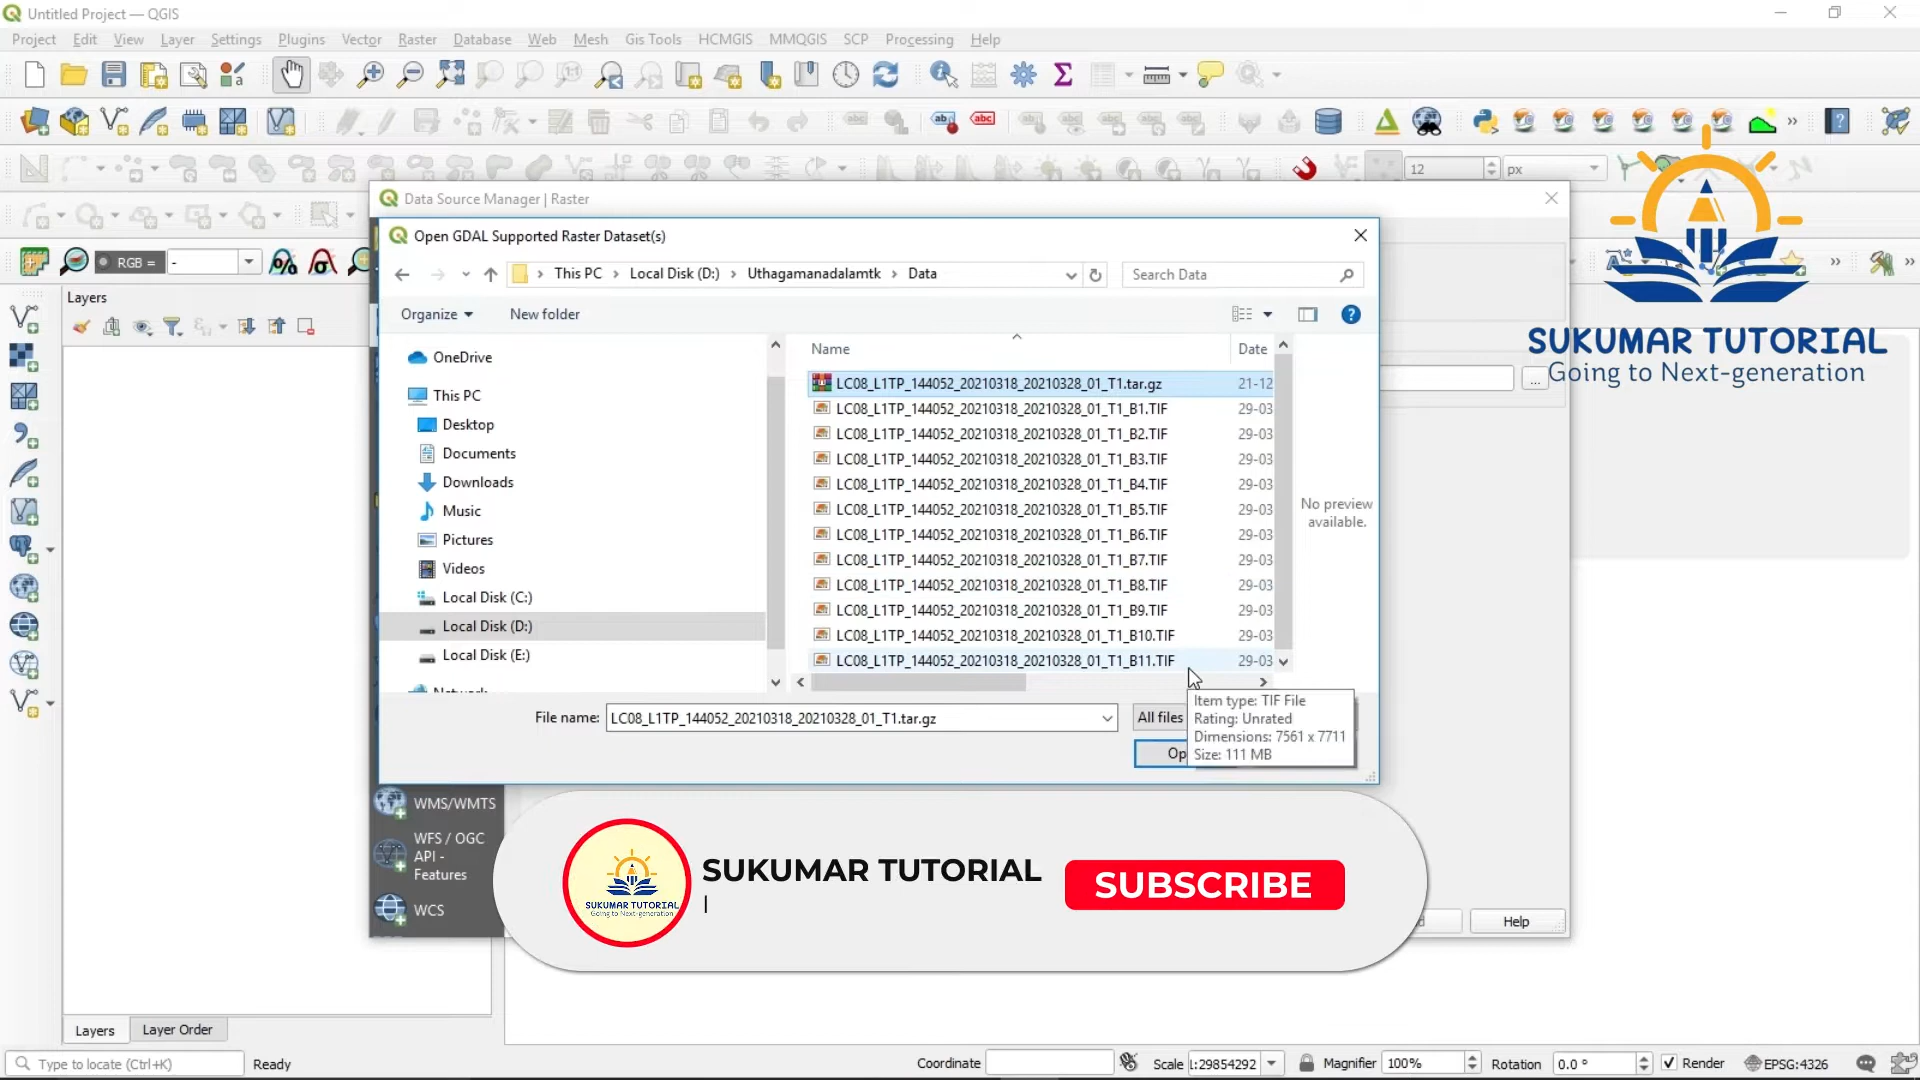 Untitled Project — QGIS
Project Edit View Layer Settings Plugins Vector Raster Database Web Mesh Gis Tools HCMGIS MMQGIS SCP Processing Help
12 px
RGB = -
Data Source Manager | Raster
Open GDAL Supported Raster Dataset(s)
This PC › Local Disk (D:) › Uthagamanadalamtk › Data
Search Data
Organize New folder
Layers
OneDrive
This PC
Desktop
Documents
Downloads
Music
Pictures
Videos
Local Disk (C:)
Local Disk (D:)
Local Disk (E:)
Name Date
LC08_L1TP_144052_20210318_20210328_01_T1.tar.gz 21-12
LC08_L1TP_144052_20210318_20210328_01_T1_B1.TIF 29-03
LC08_L1TP_144052_20210318_20210328_01_T1_B2.TIF 29-03
LC08_L1TP_144052_20210318_20210328_01_T1_B3.TIF 29-03
LC08_L1TP_144052_20210318_20210328_01_T1_B4.TIF 29-03
LC08_L1TP_144052_20210318_20210328_01_T1_B5.TIF 29-03
LC08_L1TP_144052_20210318_20210328_01_T1_B6.TIF 29-03
LC08_L1TP_144052_20210318_20210328_01_T1_B7.TIF 29-03
LC08_L1TP_144052_20210318_20210328_01_T1_B8.TIF 29-03
LC08_L1TP_144052_20210318_20210328_01_T1_B9.TIF 29-03
LC08_L1TP_144052_20210318_20210328_01_T1_B10.TIF 29-03
LC08_L1TP_144052_20210318_20210328_01_T1_B11.TIF 29-03
No preview
available.
File name: LC08_L1TP_144052_20210318_20210328_01_T1.tar.gz
All files
Op
Item type: TIF File
Rating: Unrated
Dimensions: 7561 x 7711
Size: 111 MB
SUKUMAR TUTORIAL
Going to Next-generation
...
WMS/WMTS
WFS / OGC
API -
Features
WCS
SUKUMAR TUTORIAL
Going to Next-generation
SUKUMAR TUTORIAL
SUBSCRIBE
Help
Layers Layer Order
Type to locate (Ctrl+K) Ready
Coordinate Scale 1:29854292 Magnifier 100% Rotation 0.0 ° Render EPSG:4326